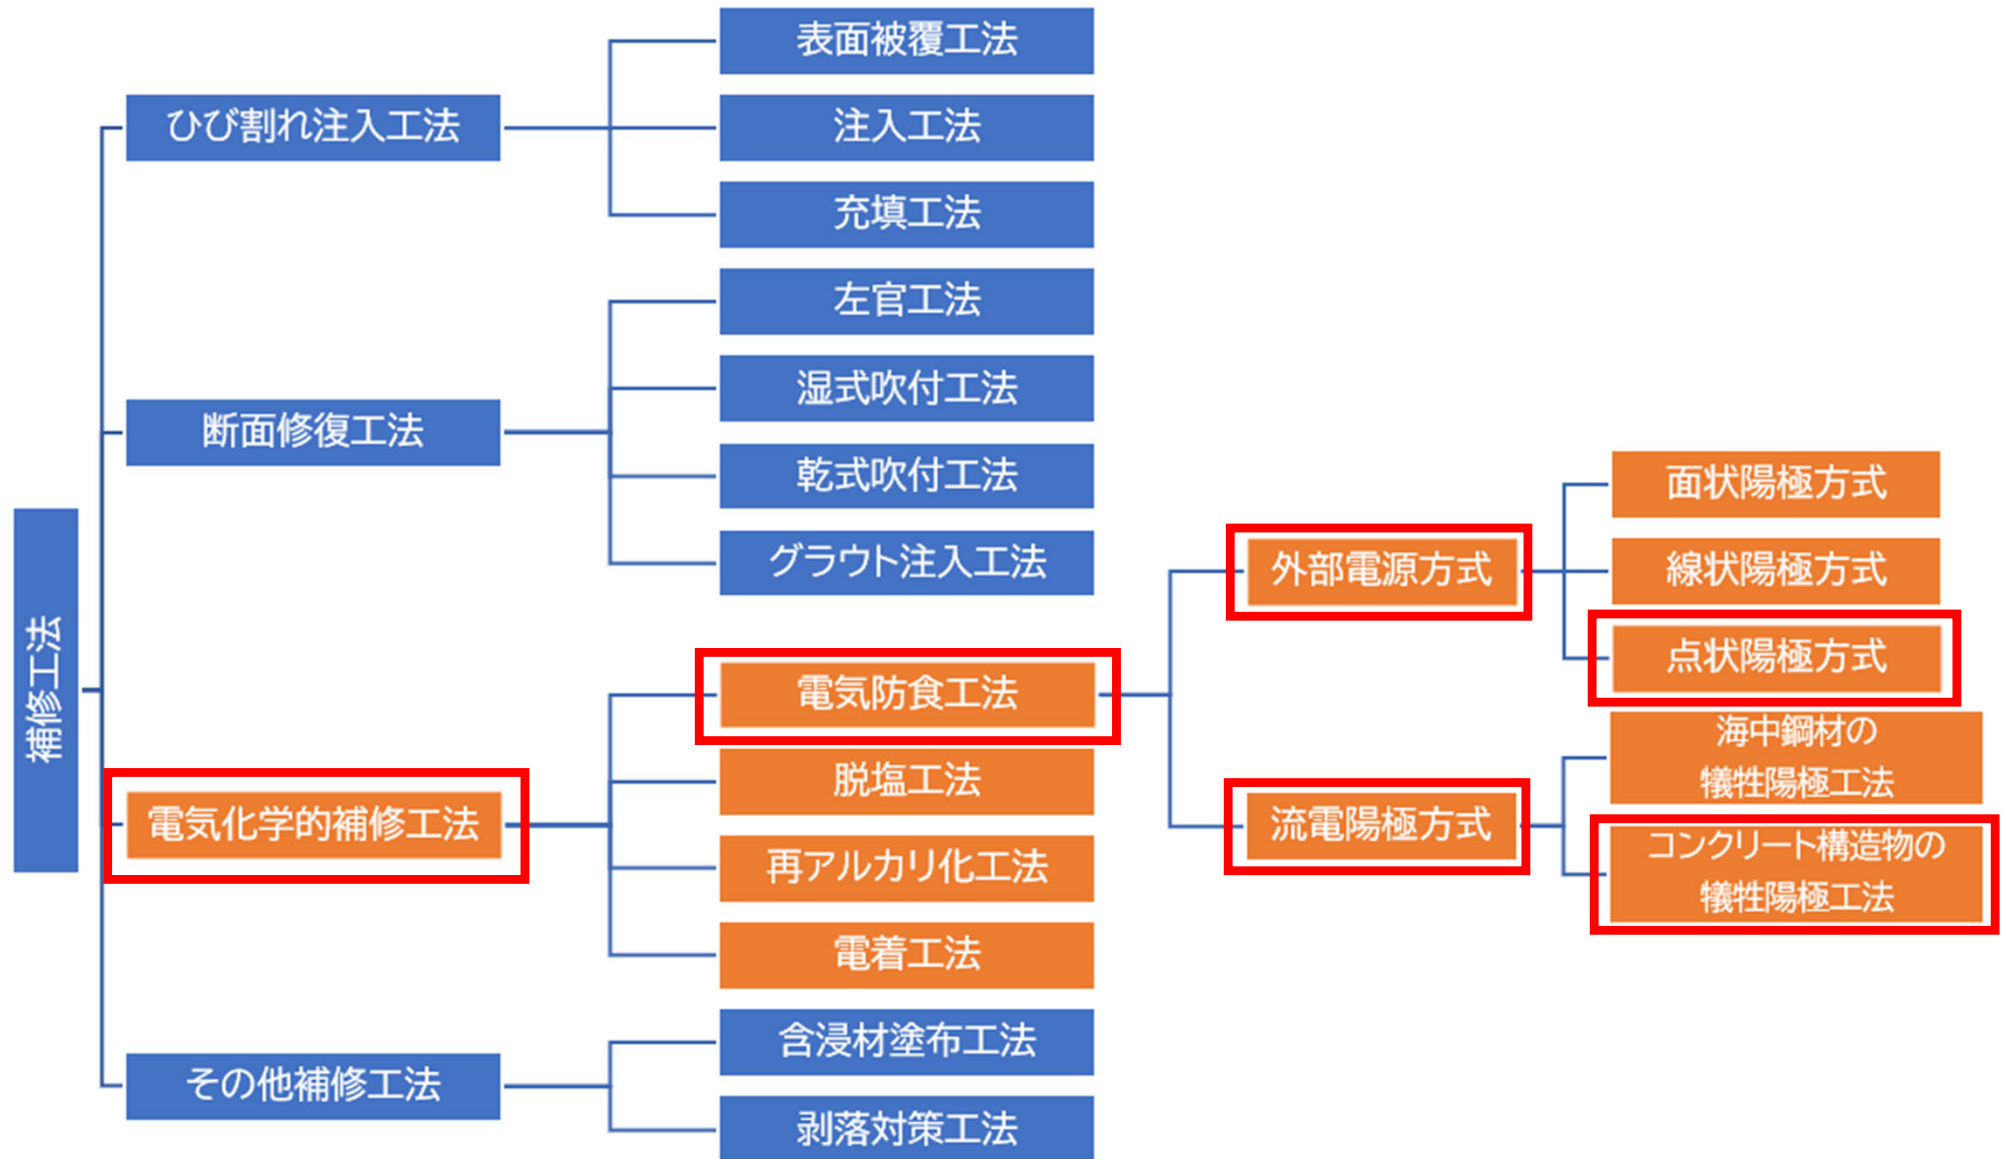 補修工法
ひび割れ注入工法
表面被覆工法
注入工法
充填工法
断面修復工法
左官工法
湿式吹付工法
乾式吹付工法
グラウト注入工法
電気化学的補修工法
電気防食工法
外部電源方式
面状陽極方式
線状陽極方式
点状陽極方式
流電陽極方式
海中鋼材の
犠牲陽極工法
コンクリート構造物の
犠牲陽極工法
脱塩工法
再アルカリ化工法
電着工法
その他補修工法
含浸材塗布工法
剥落対策工法